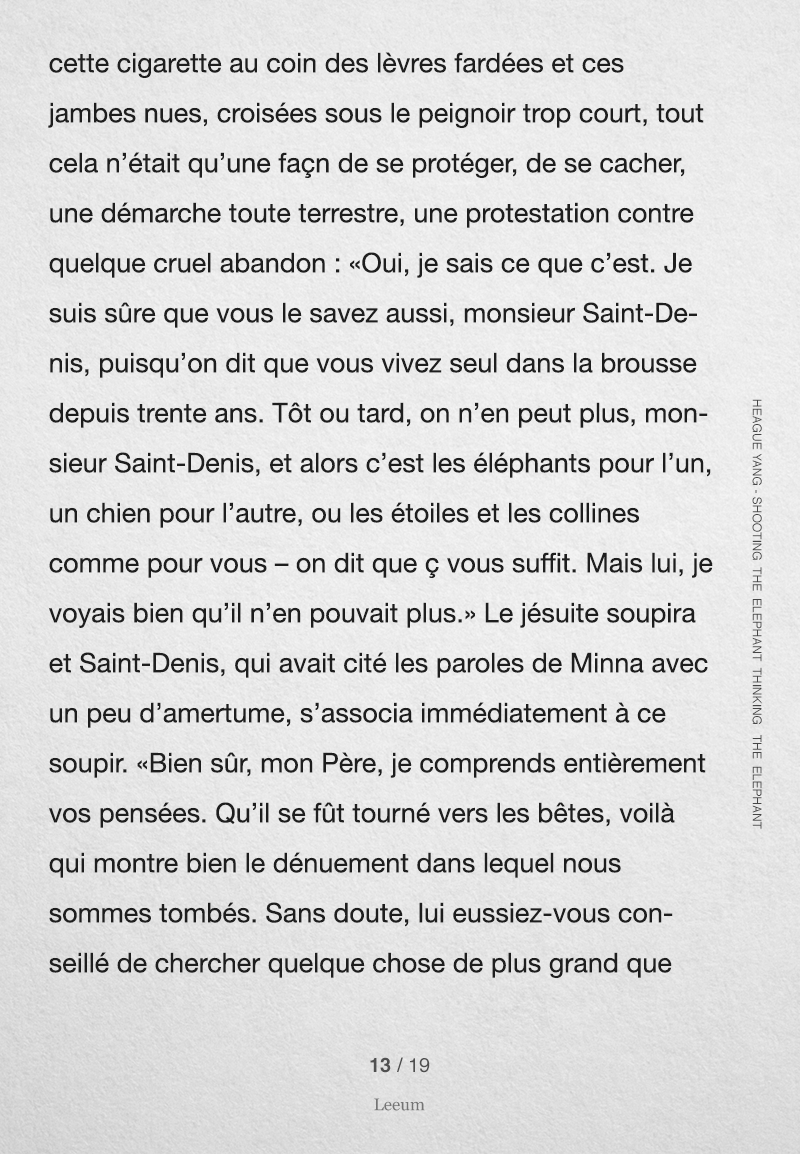 cette cigarette au coin des lèvres fardées et ces
jambes nues, croisées sous le peignoir trop court, tout
cela n’était qu’une façn de se protéger, de se cacher,
une démarche toute terrestre, une protestation contre
quelque cruel abandon : «Oui, je sais ce que c’est. Je
suis sûre que vous le savez aussi, monsieur Saint-De-
nis, puisqu’on dit que vous vivez seul dans la brousse
depuis trente ans. Tôt ou tard, on n’en peut plus, mon-
sieur Saint-Denis, et alors c’est les éléphants pour l’un,
un chien pour l’autre, ou les étoiles et les collines
comme pour vous – on dit que ç vous suffit. Mais lui, je
voyais bien qu’il n’en pouvait plus.» Le jésuite soupira
et Saint-Denis, qui avait cité les paroles de Minna avec
un peu d’amertume, s’associa immédiatement à ce
soupir. «Bien sûr, mon Père, je comprends entièrement
vos pensées. Qu’il se fût tourné vers les bêtes, voilà
qui montre bien le dénuement dans lequel nous
sommes tombés. Sans doute, lui eussiez-vous con-
seillé de chercher quelque chose de plus grand que
HEAGUE YANG - SHOOTING THE ELEPHANT THINKING THE ELEPHANT
13 / 19
Leeum